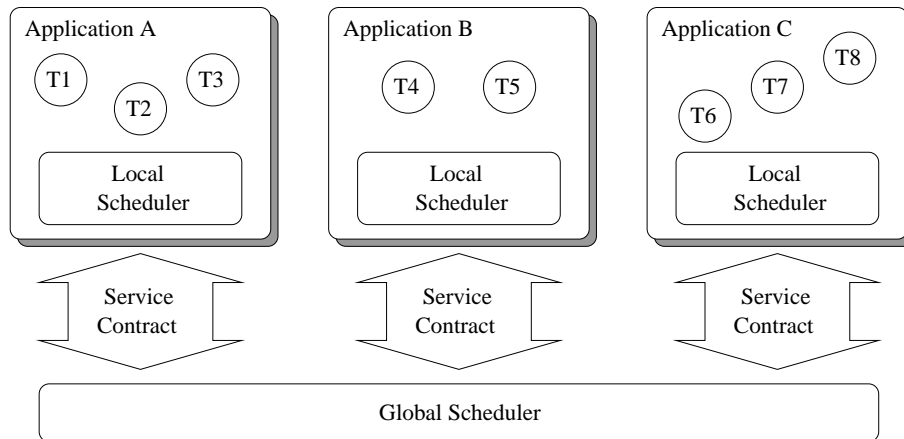 Application A
T1
T2
T3
Local
Scheduler
Application B
T4
T5
Local
Scheduler
Application C
T6
T7
T8
Local
Scheduler
Service
Contract
Service
Contract
Service
Contract
Global Scheduler